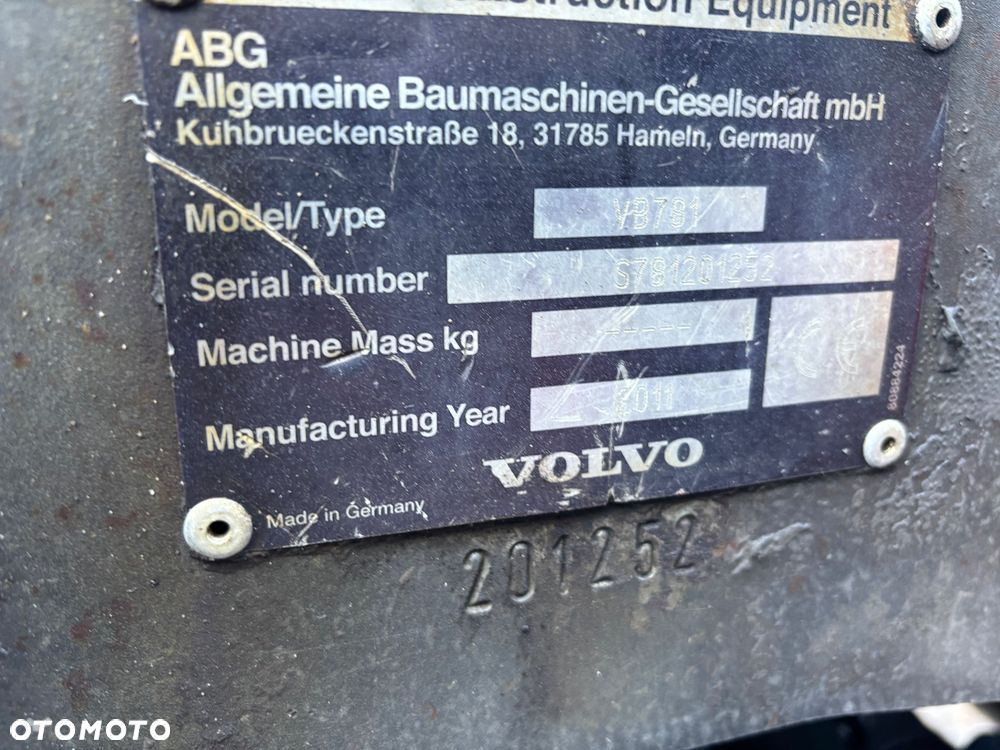 Construction Equipment
ABG
Allgemeine Baumaschinen-Gesellschaft mbH
Kuhbrueckenstraße 18, 31785 Hameln, Germany
Model/Type VB781
Serial number S781201252
Machine Mass kg -----
Manufacturing Year 2011
80884224
VOLVO
Made in Germany
201252
OTOMOTO